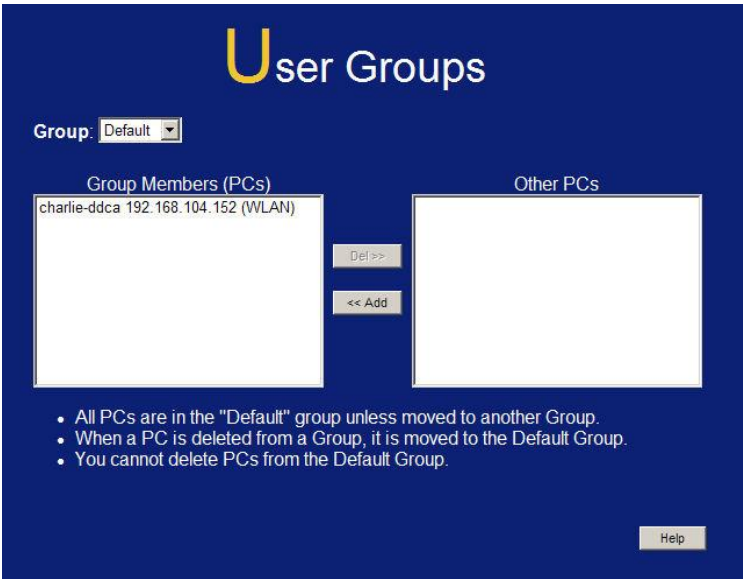 User Groups
Group: Default
Group Members (PCs)
Other PCs
charlie-ddca 192.168.104.152 (WLAN)
Del >>
<< Add
• All PCs are in the "Default" group unless moved to another Group.
• When a PC is deleted from a Group, it is moved to the Default Group.
• You cannot delete PCs from the Default Group.
Help